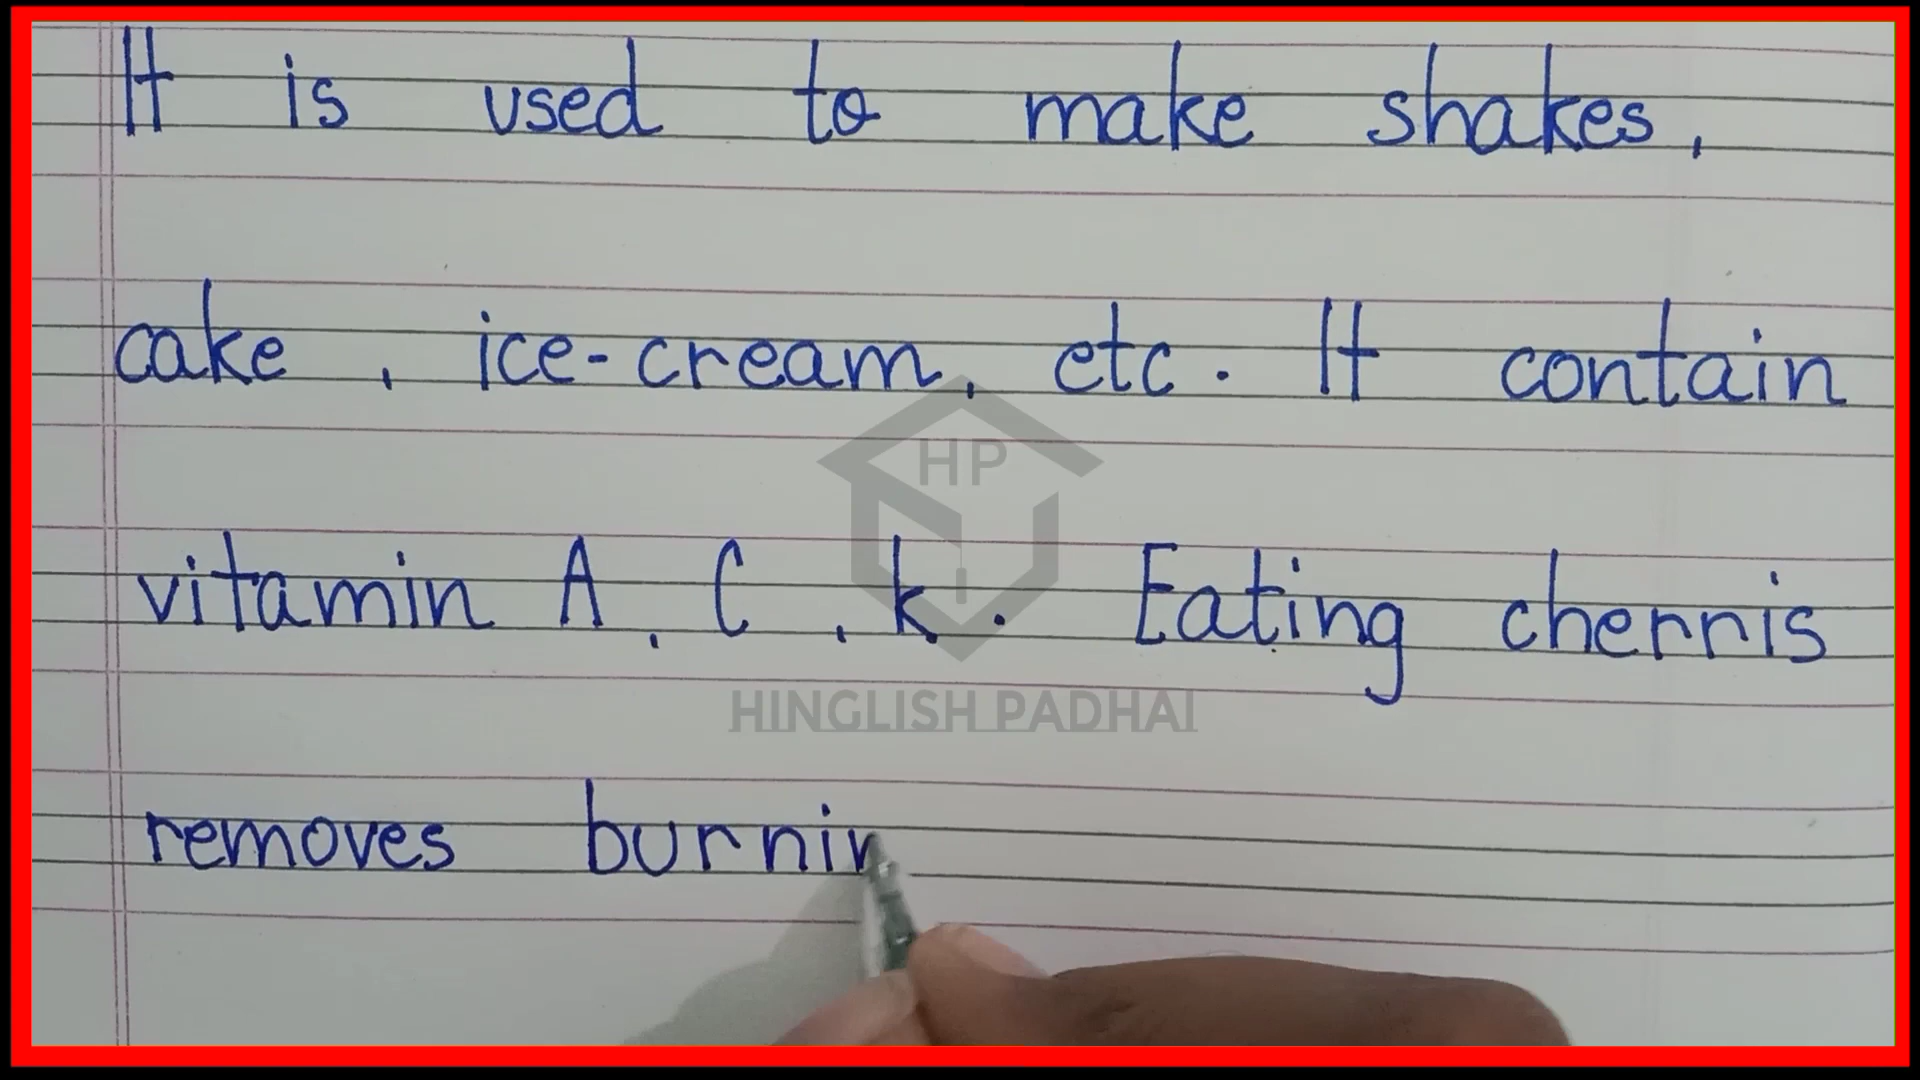 It is used to make shakes,
cake, ice-cream, etc. It contain
vitamin A, C, k. Eating cherris
removes burnin
HP
I
HINGLISH PADHAI